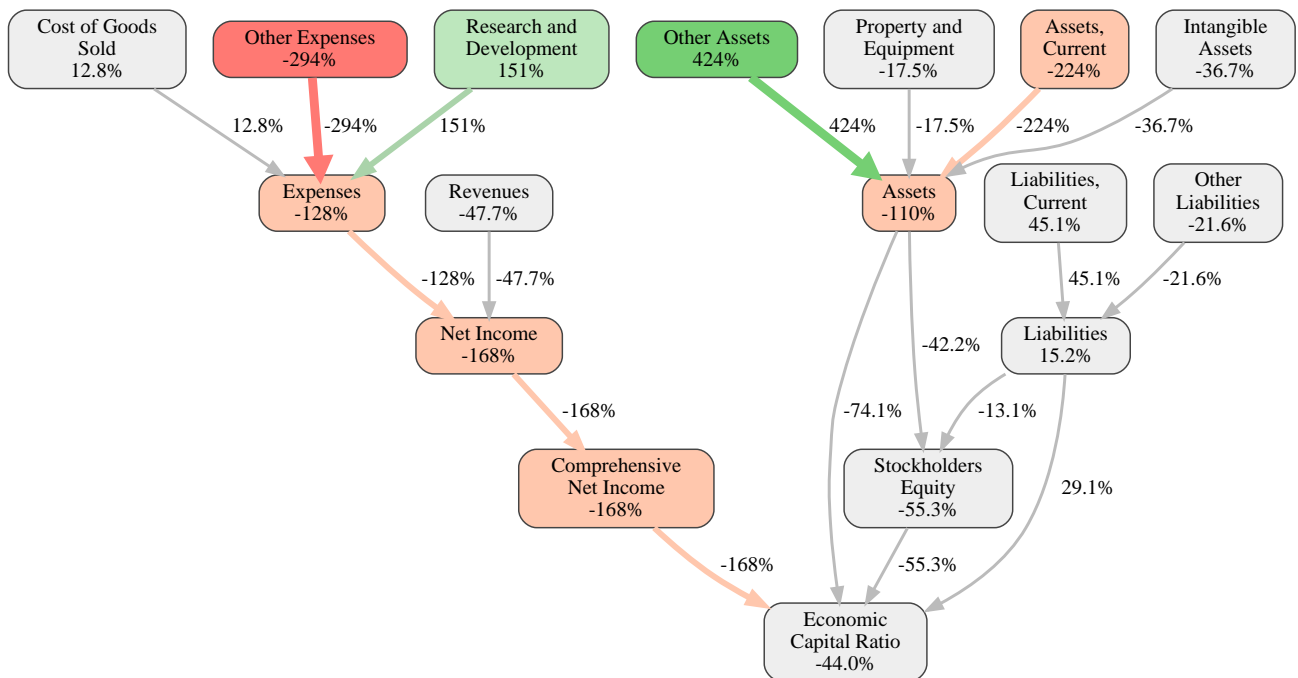 Cost of Goods
Sold
12.8%
Other Expenses
-294%
Research and
Development
151%
Other Assets
424%
Property and
Equipment
-17.5%
Assets,
Current
-224%
Intangible
Assets
-36.7%
12.8%
-294%
151%
424%
-17.5%
-224%
-36.7%
Expenses
-128%
Revenues
-47.7%
Assets
-110%
Liabilities,
Current
45.1%
Other
Liabilities
-21.6%
-128%
-47.7%
45.1%
-21.6%
Net Income
-168%
-42.2%
Liabilities
15.2%
-168%
-74.1%
-13.1%
Comprehensive
Net Income
-168%
Stockholders
Equity
-55.3%
29.1%
-168%
-55.3%
Economic
Capital Ratio
-44.0%